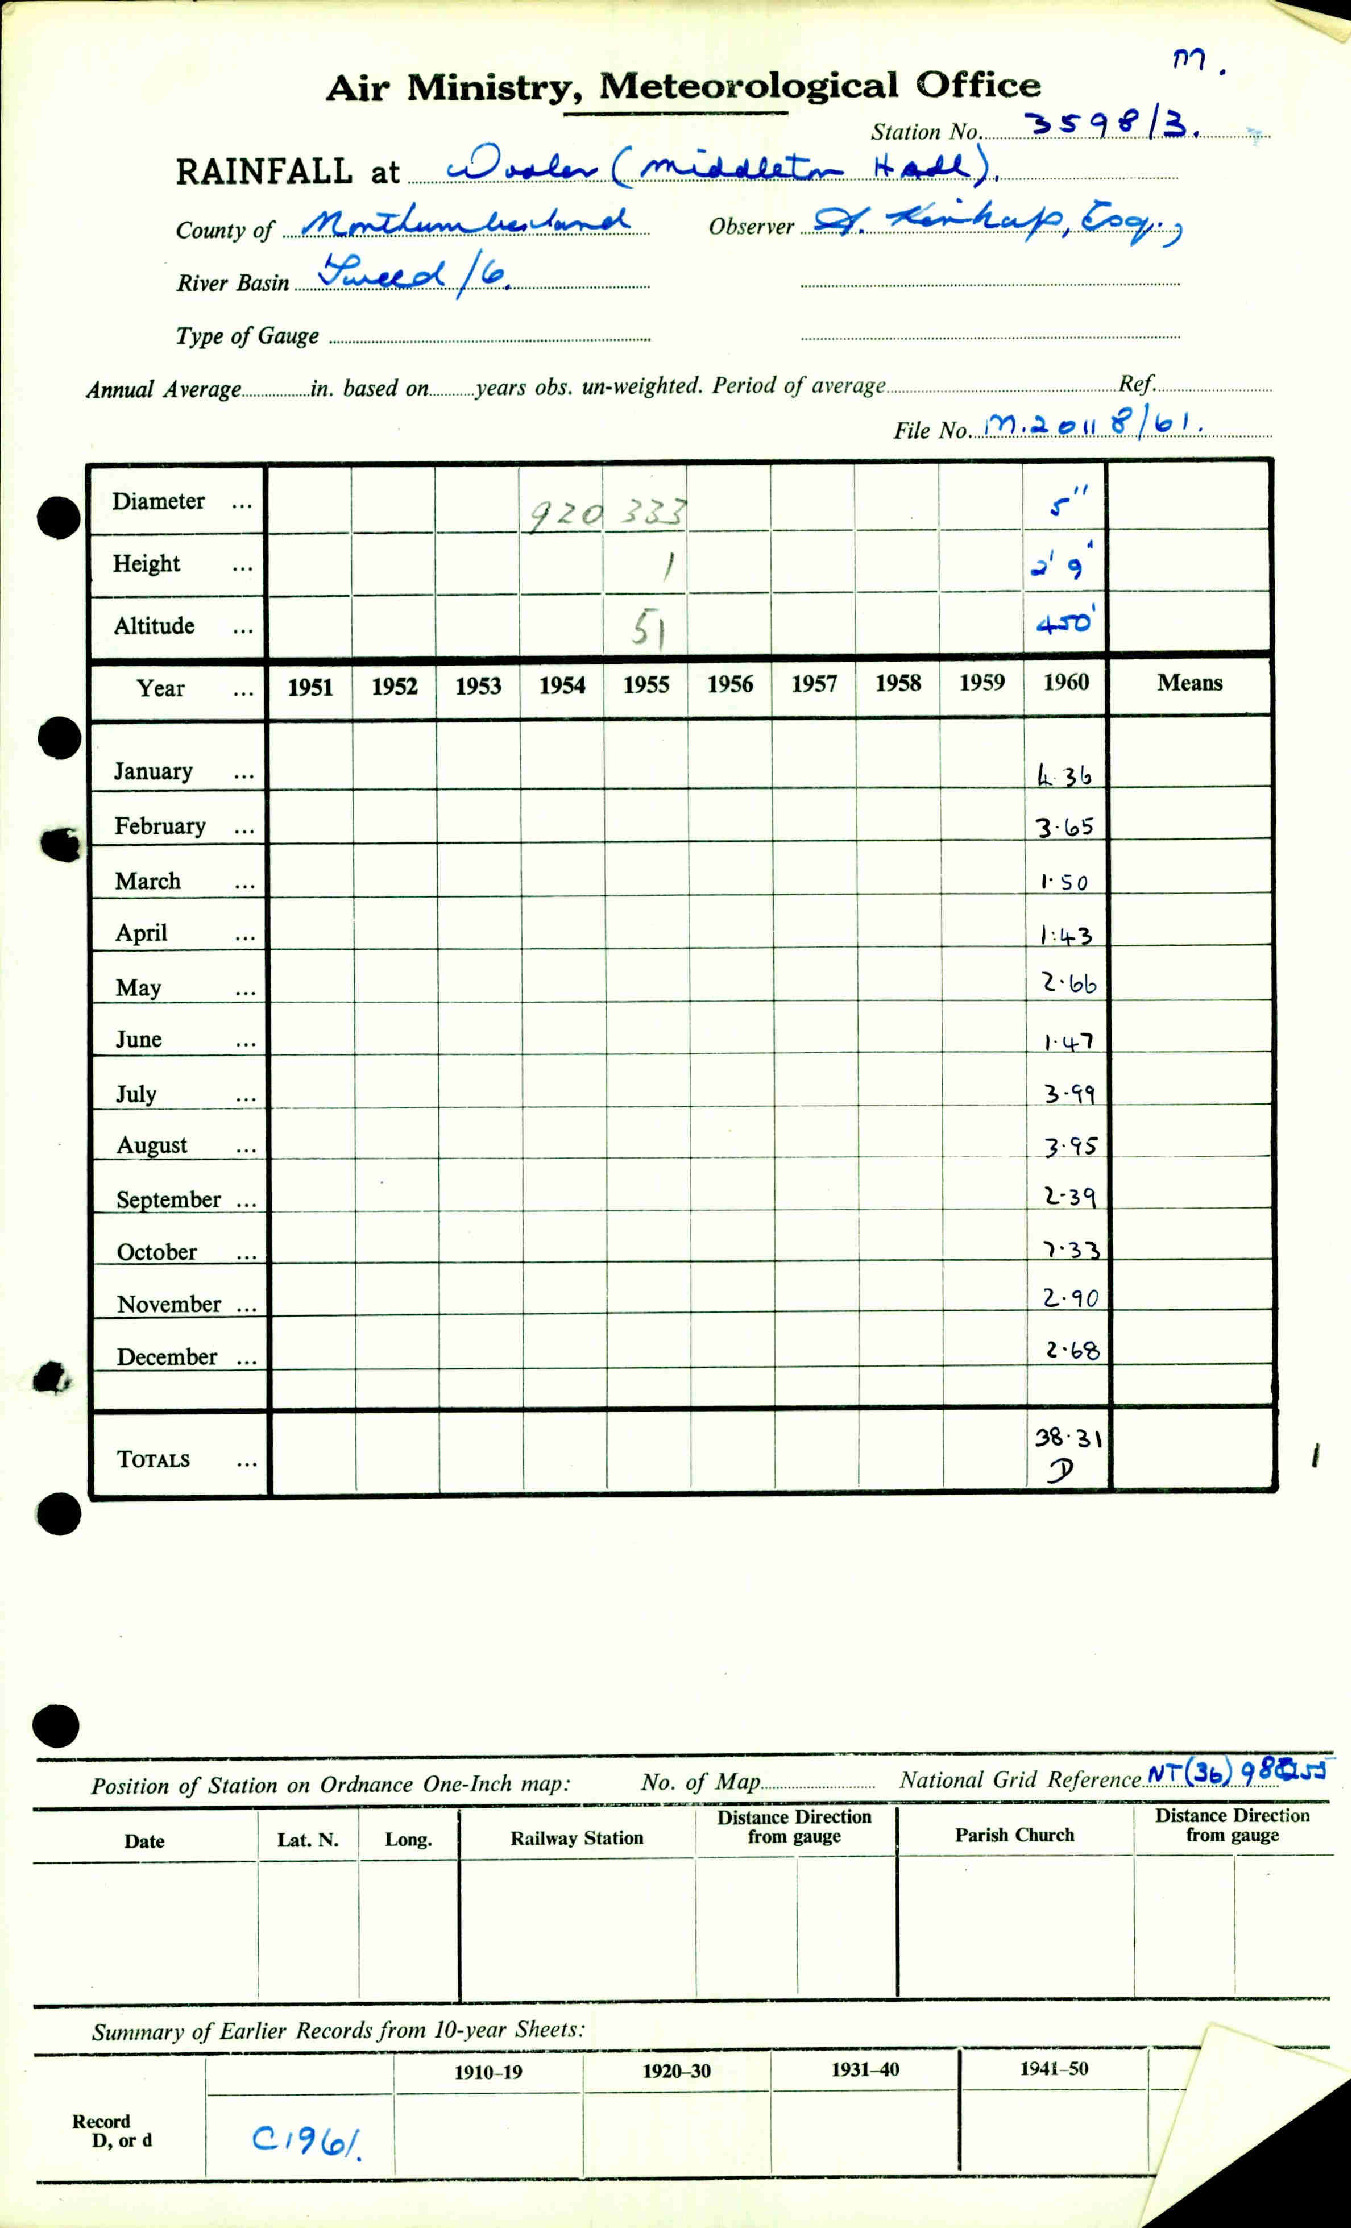 m.
Air Ministry, Meteorological Office
Station No. 3598/3.
RAINFALL at Wooler (Middleton Hall).
County of Northumberland Observer A. Esq.,
River Basin Tweed /6.
Type of Gauge
Annual Average in. based on years obs. un-weighted. Period of average Ref.
File No. M.20118/61.
Diameter ... 920 333 5"
Height ... 1 2' 9"
Altitude ... 51 450'
Year ... 1951 1952 1953 1954 1955 1956 1957 1958 1959 1960 Means
January ... 4.36
February ... 3.65
March ... 1.50
April ... 1.43
May ... 2.66
June ... 1.47
July ... 3.99
August ... 3.95
September ... 2.39
October ... 7.33
November ... 2.90
December ... 2.68
TOTALS ... 38.31
D
1
Position of Station on Ordnance One-Inch map: No. of Map National Grid Reference NT(36)
Date Lat. N. Long. Railway Station Distance Direction from gauge Parish Church Distance Direction from gauge
Summary of Earlier Records from 10-year Sheets:
1910–19 1920–30 1931–40 1941–50
Record
D, or d C1961.